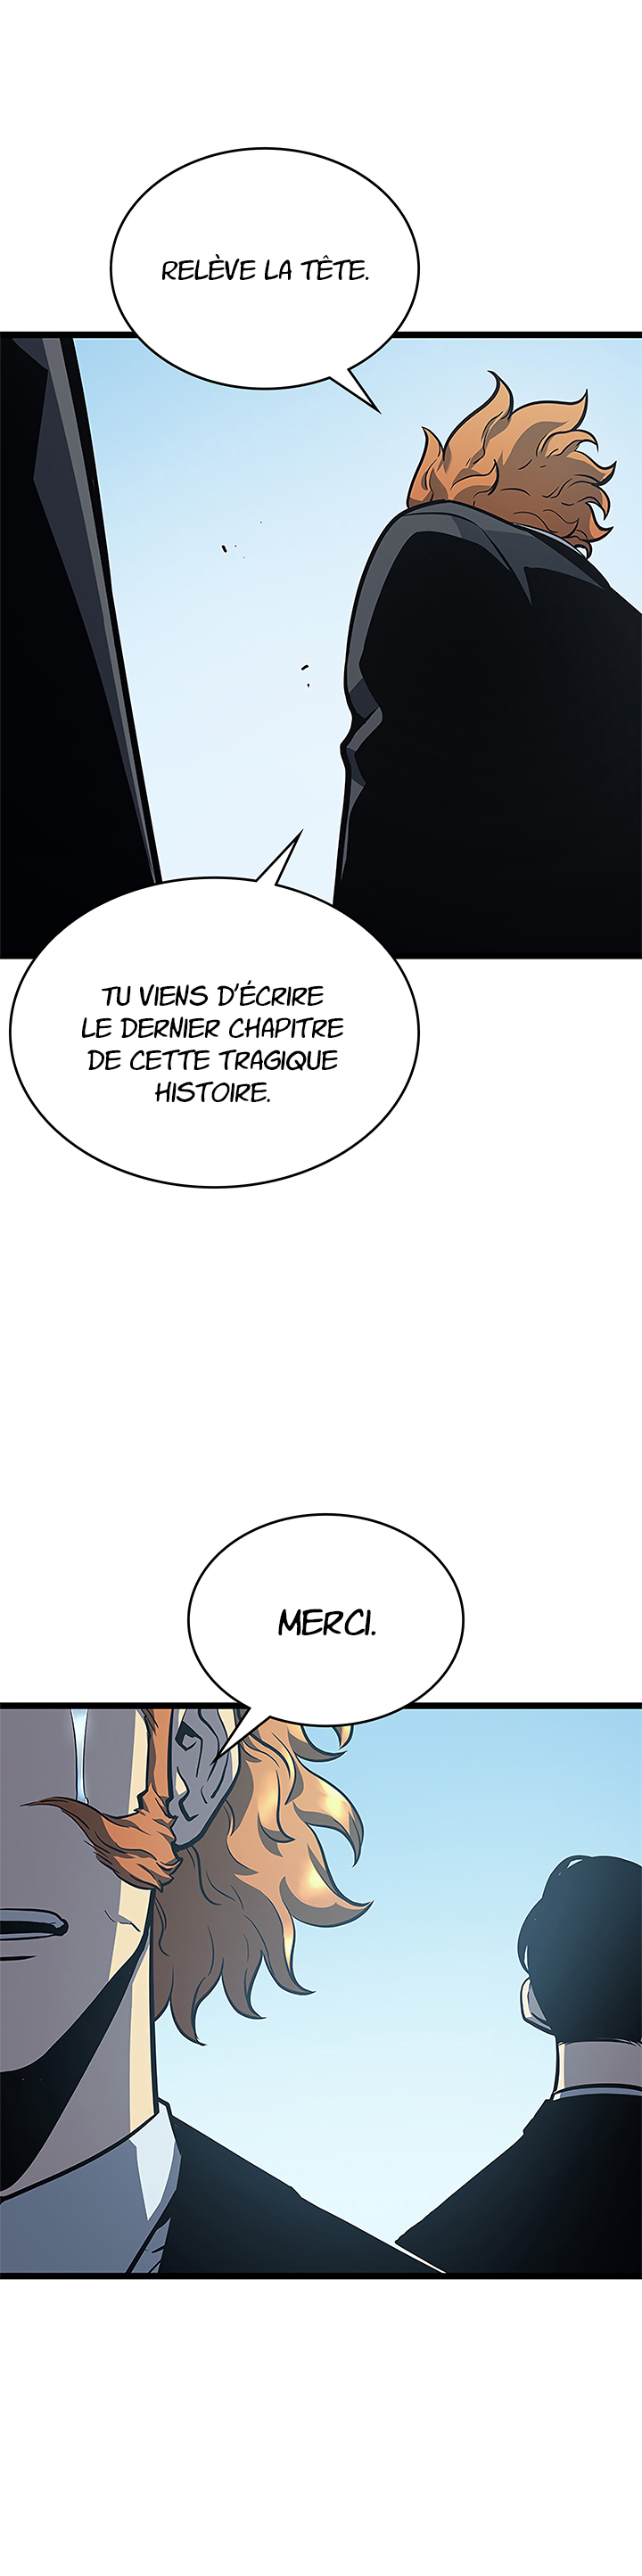 RELÈVE LA TÊTE.
TU VIENS D'ÉCRIRE
LE DERNIER CHAPITRE
DE CETTE TRAGIQUE
HISTOIRE.
MERCI.